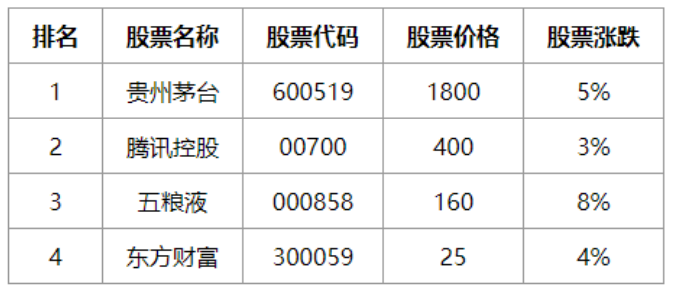 排名 股票名称 股票代码 股票价格 股票涨跌
1 贵州茅台 600519 1800 5%
2 腾讯控股 00700 400 3%
3 五粮液 000858 160 8%
4 东方财富 300059 25 4%